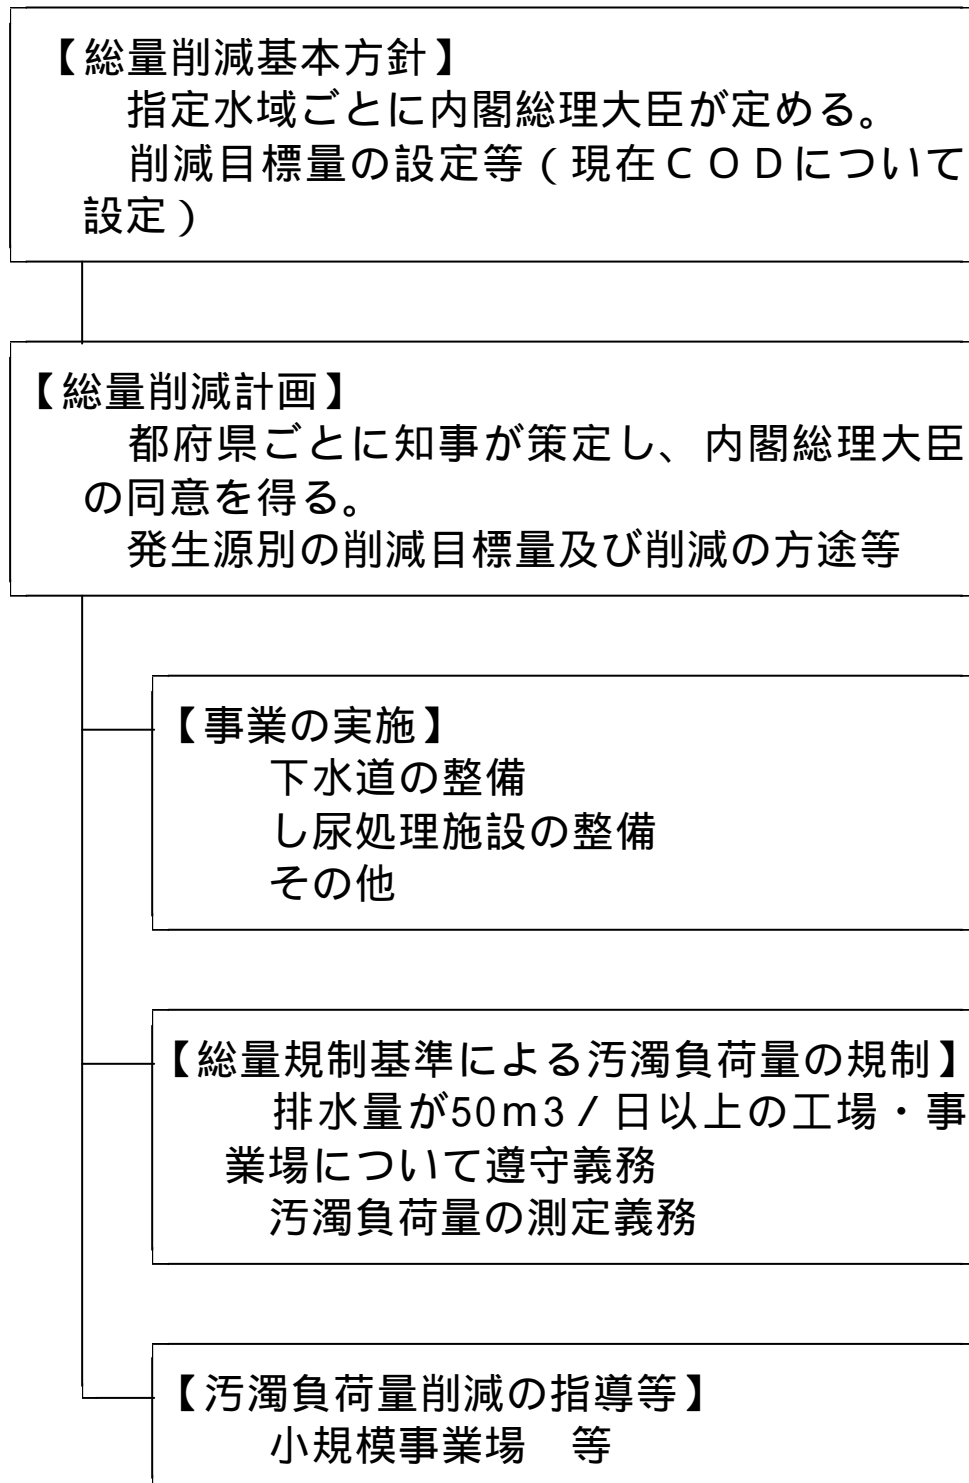 【総量削減基本方針】
指定水域ごとに内閣総理大臣が定める。
削減目標量の設定等（現在ＣＯＤについて
設定）
【総量削減計画】
都府県ごとに知事が策定し、内閣総理大臣
の同意を得る。
発生源別の削減目標量及び削減の方途等
【事業の実施】
下水道の整備
し尿処理施設の整備
その他
【総量規制基準による汚濁負荷量の規制】
排水量が50ｍ3／日以上の工場・事
業場について遵守義務
汚濁負荷量の測定義務
【汚濁負荷量削減の指導等】
小規模事業場　等